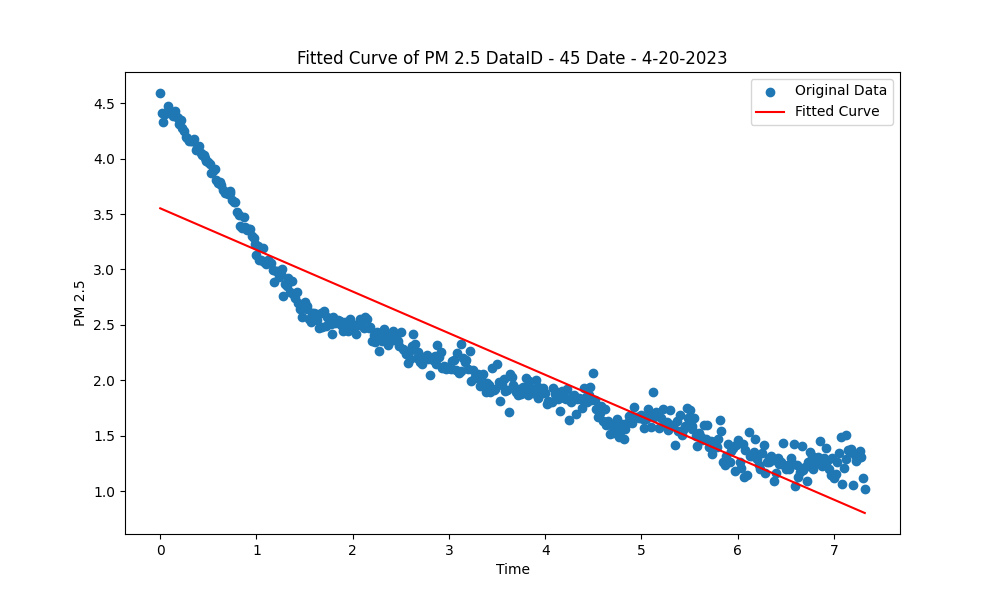 Fitted Curve of PM 2.5 DataID - 45 Date - 4-20-2023
Original Data
Fitted Curve
PM 2.5
4.5
4.0
3.5
3.0
2.5
2.0
1.5
1.0
0 1 2 3 4 5 6 7
Time